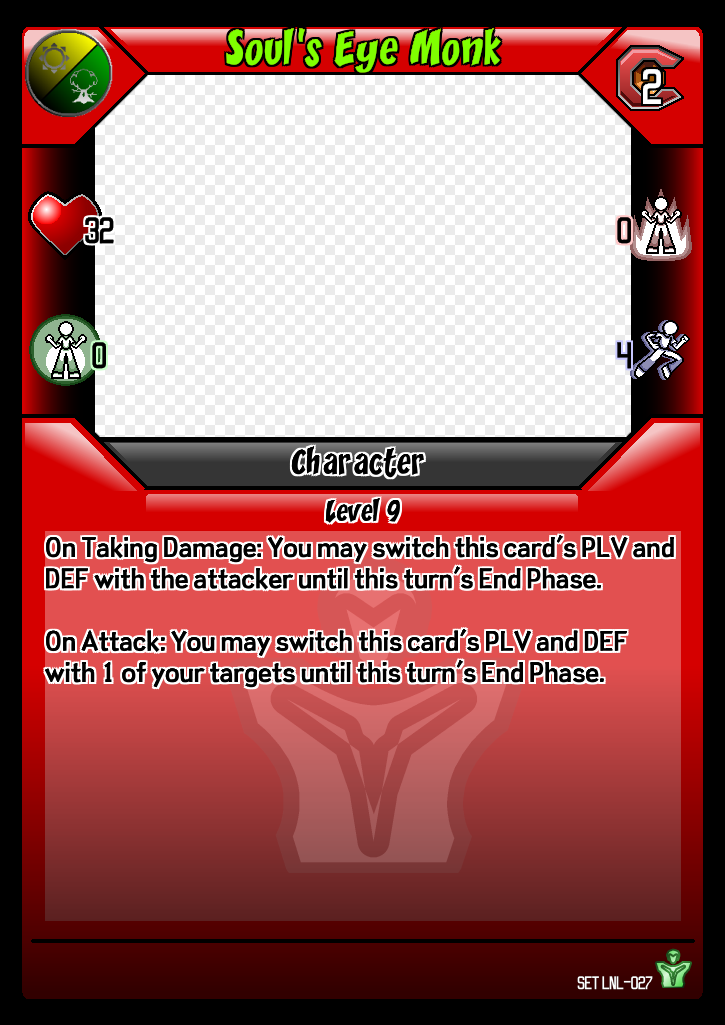 Soul's Eye Monk
2
32
0
0
4
Character
Level 9
On Taking Damage: You may switch this card's PLV and
DEF with the attacker until this turn's End Phase.
On Attack: You may switch this card's PLV and DEF
with 1 of your targets until this turn's End Phase.
SET LNL-027